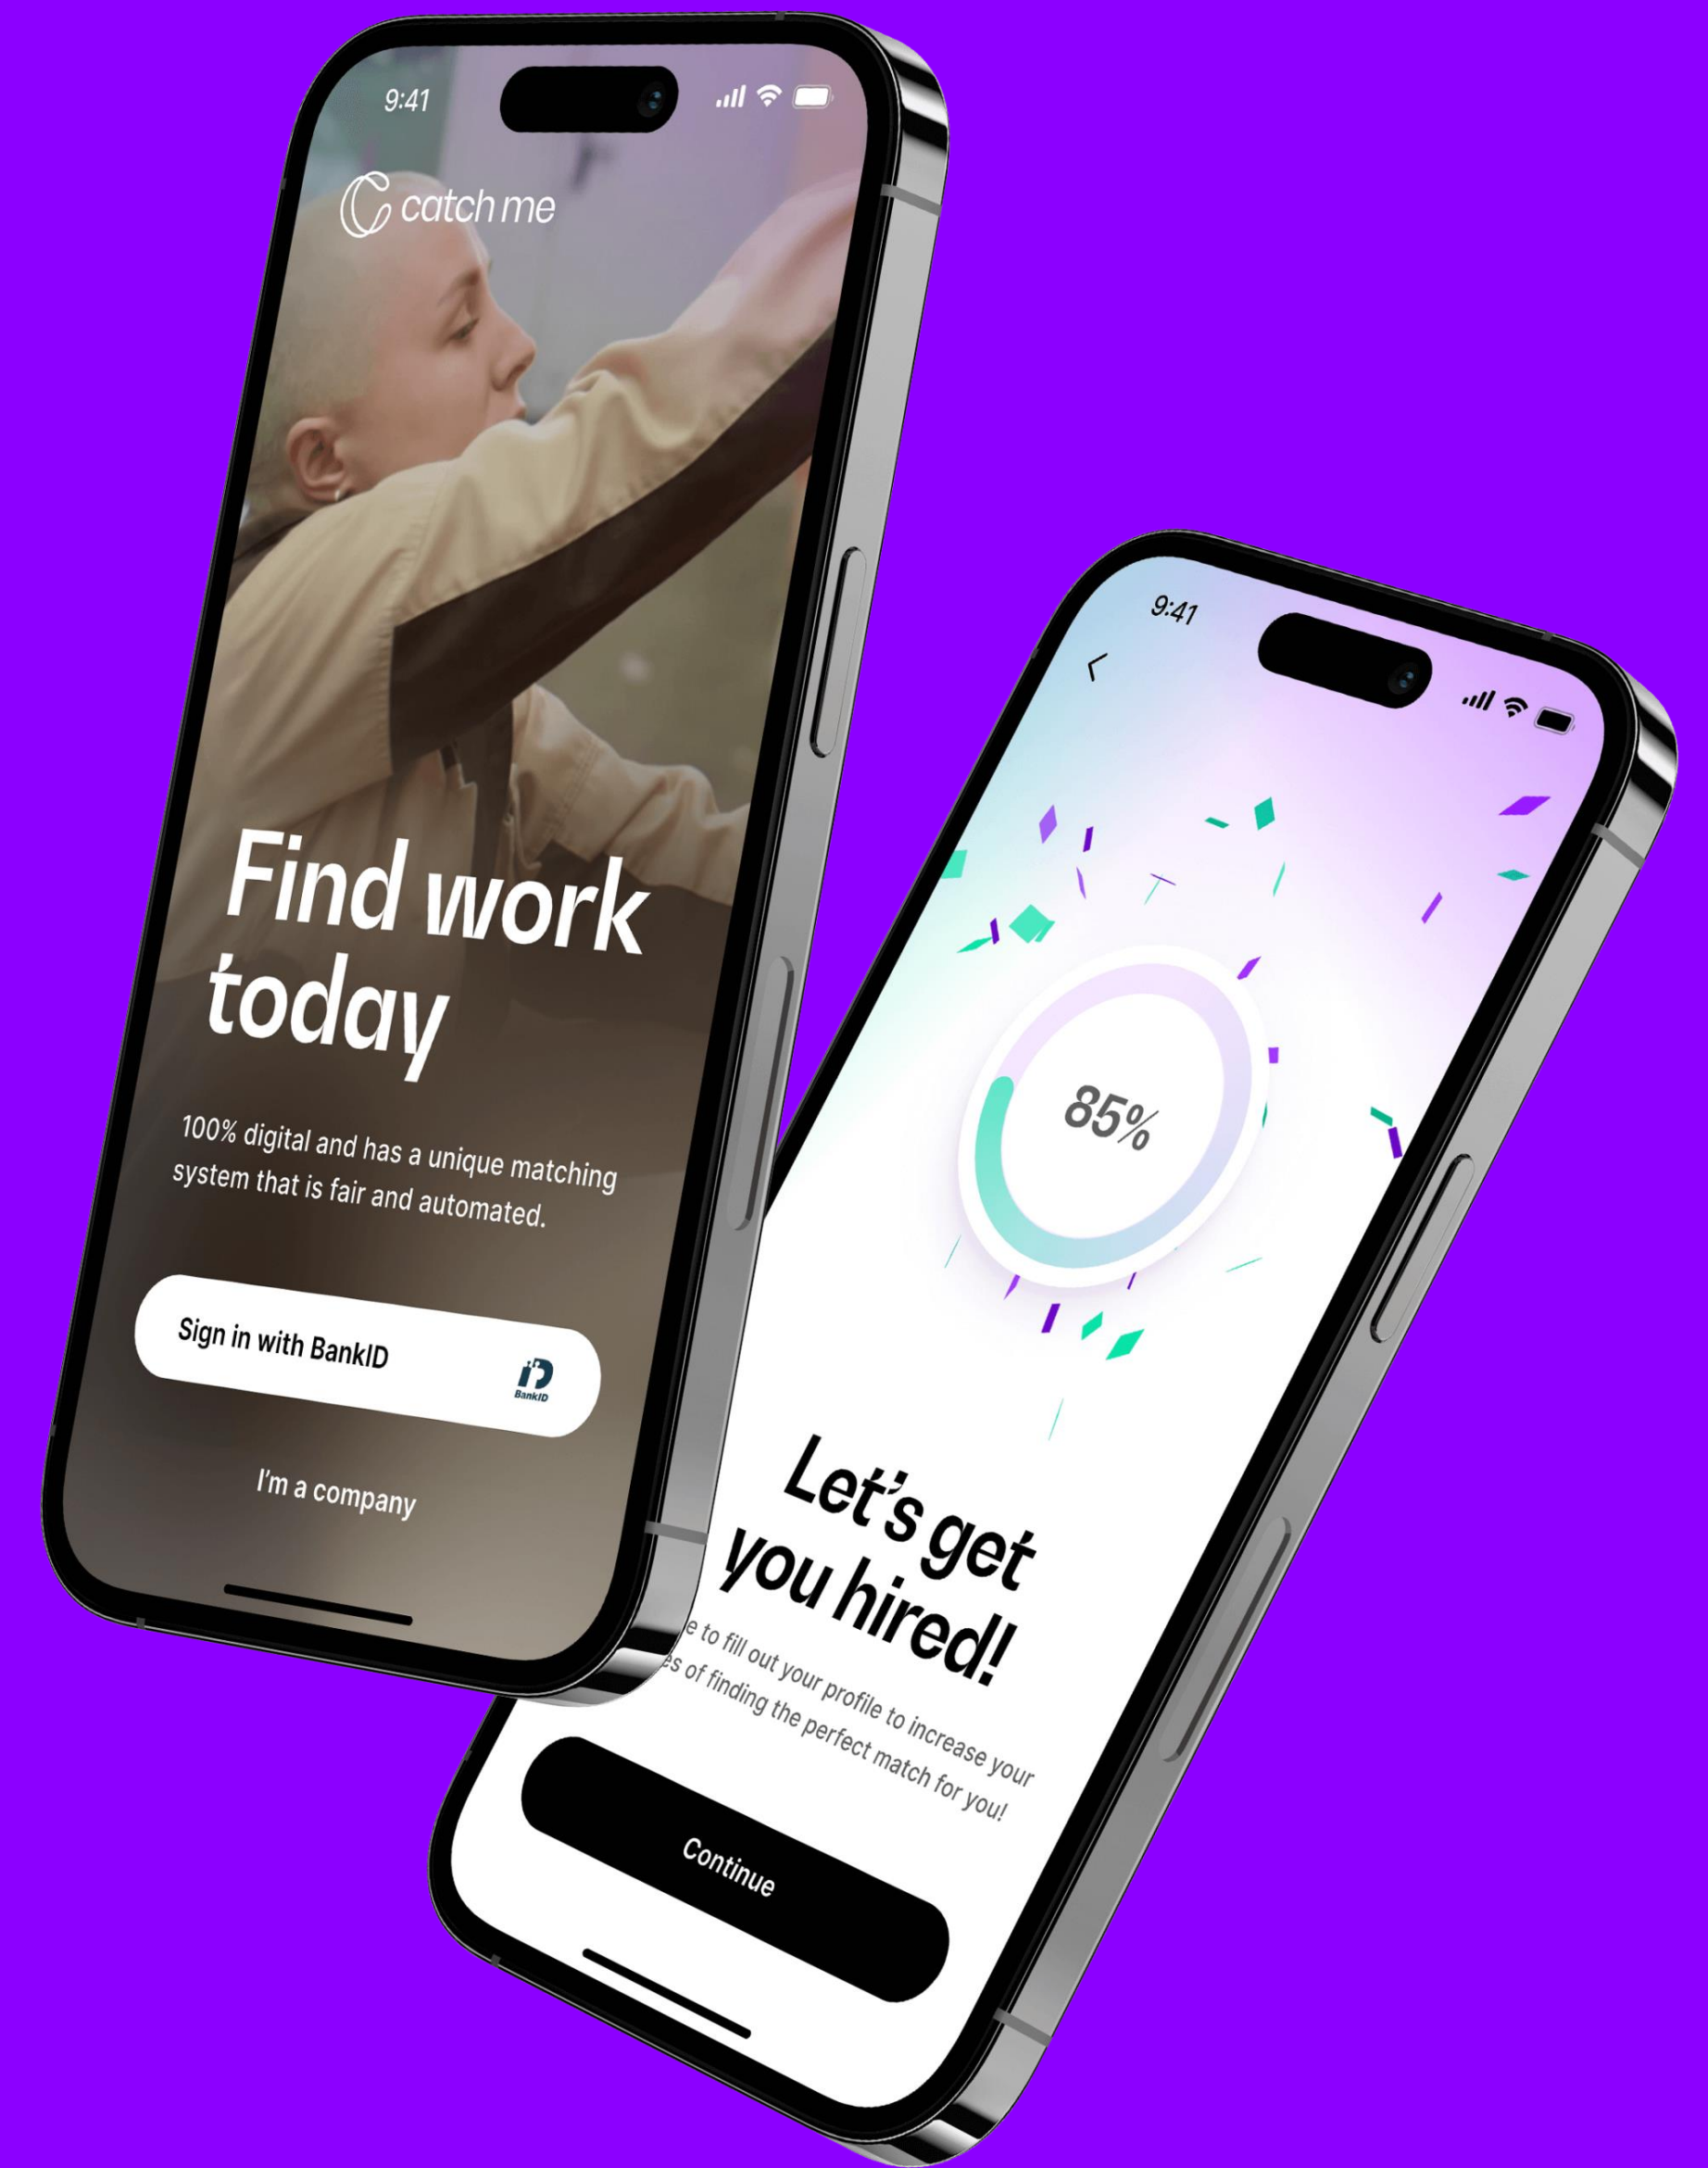 9:41
catch me
Find work
today
100% digital and has a unique matching
system that is fair and automated.
Sign in with BankID
BankID
I'm a company
9:41
85%
Let's get
you hired!
to fill out your profile to increase your
of finding the perfect match for you!
Continue